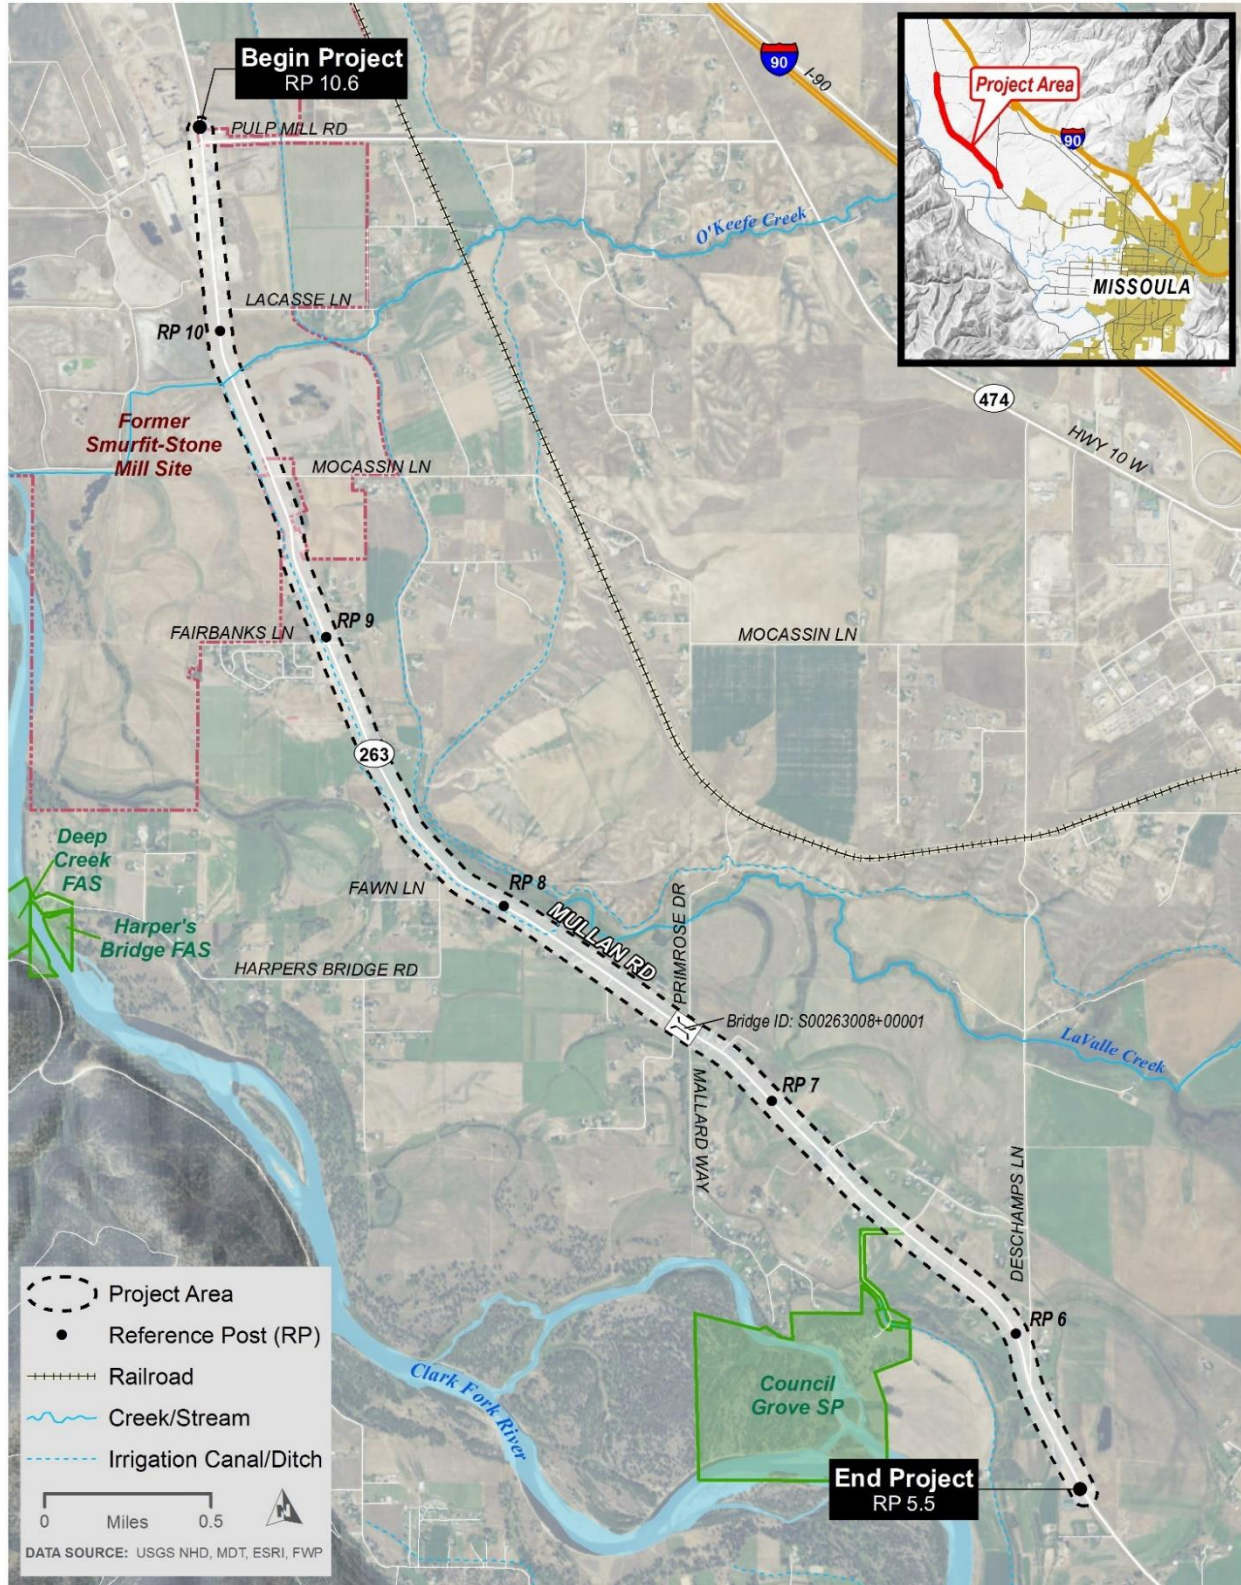 Begin Project
RP 10.6
90
I-90
Project Area
90
MISSOULA
PULP MILL RD
O'Keefe Creek
LACASSE LN
RP 10
474
HWY 10 W
Former
Smurfit-Stone
Mill Site
MOCASSIN LN
RP 9
FAIRBANKS LN
MOCASSIN LN
263
Deep
Creek
FAS
FAWN LN
RP 8
Harper's
Bridge FAS
MULLAN RD
PRIMROSE DR
HARPERS BRIDGE RD
Bridge ID: S00263008+00001
LaValle Creek
RP 7
MALLARD WAY
DESCHAMPS LN
RP 6
Clark Fork River
Council
Grove SP
End Project
RP 5.5
Project Area
Reference Post (RP)
Railroad
Creek/Stream
Irrigation Canal/Ditch
0 Miles 0.5
N
DATA SOURCE: USGS NHD, MDT, ESRI, FWP